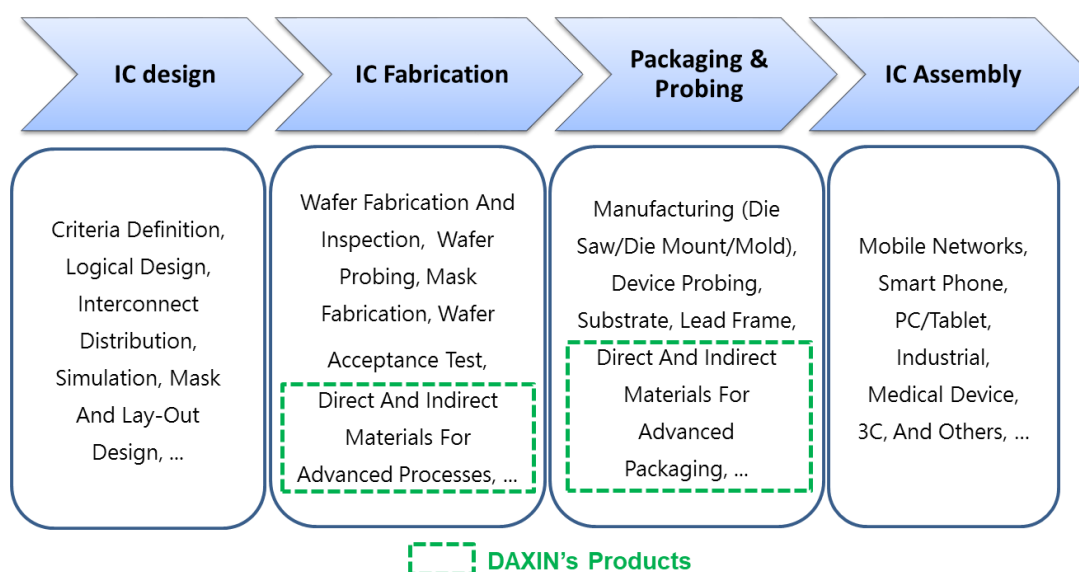 IC design
IC Fabrication
Packaging &
Probing
IC Assembly
Criteria Definition,
Logical Design,
Interconnect
Distribution,
Simulation, Mask
And Lay-Out
Design, ...
Wafer Fabrication And
Inspection, Wafer
Probing, Mask
Fabrication, Wafer
Acceptance Test,
Direct And Indirect
Materials For
Advanced Processes, ...
Manufacturing (Die
Saw/Die Mount/Mold),
Device Probing,
Substrate, Lead Frame,
Direct And Indirect
Materials For
Advanced
Packaging, ...
Mobile Networks,
Smart Phone,
PC/Tablet,
Industrial,
Medical Device,
3C, And Others, ...
DAXIN's Products